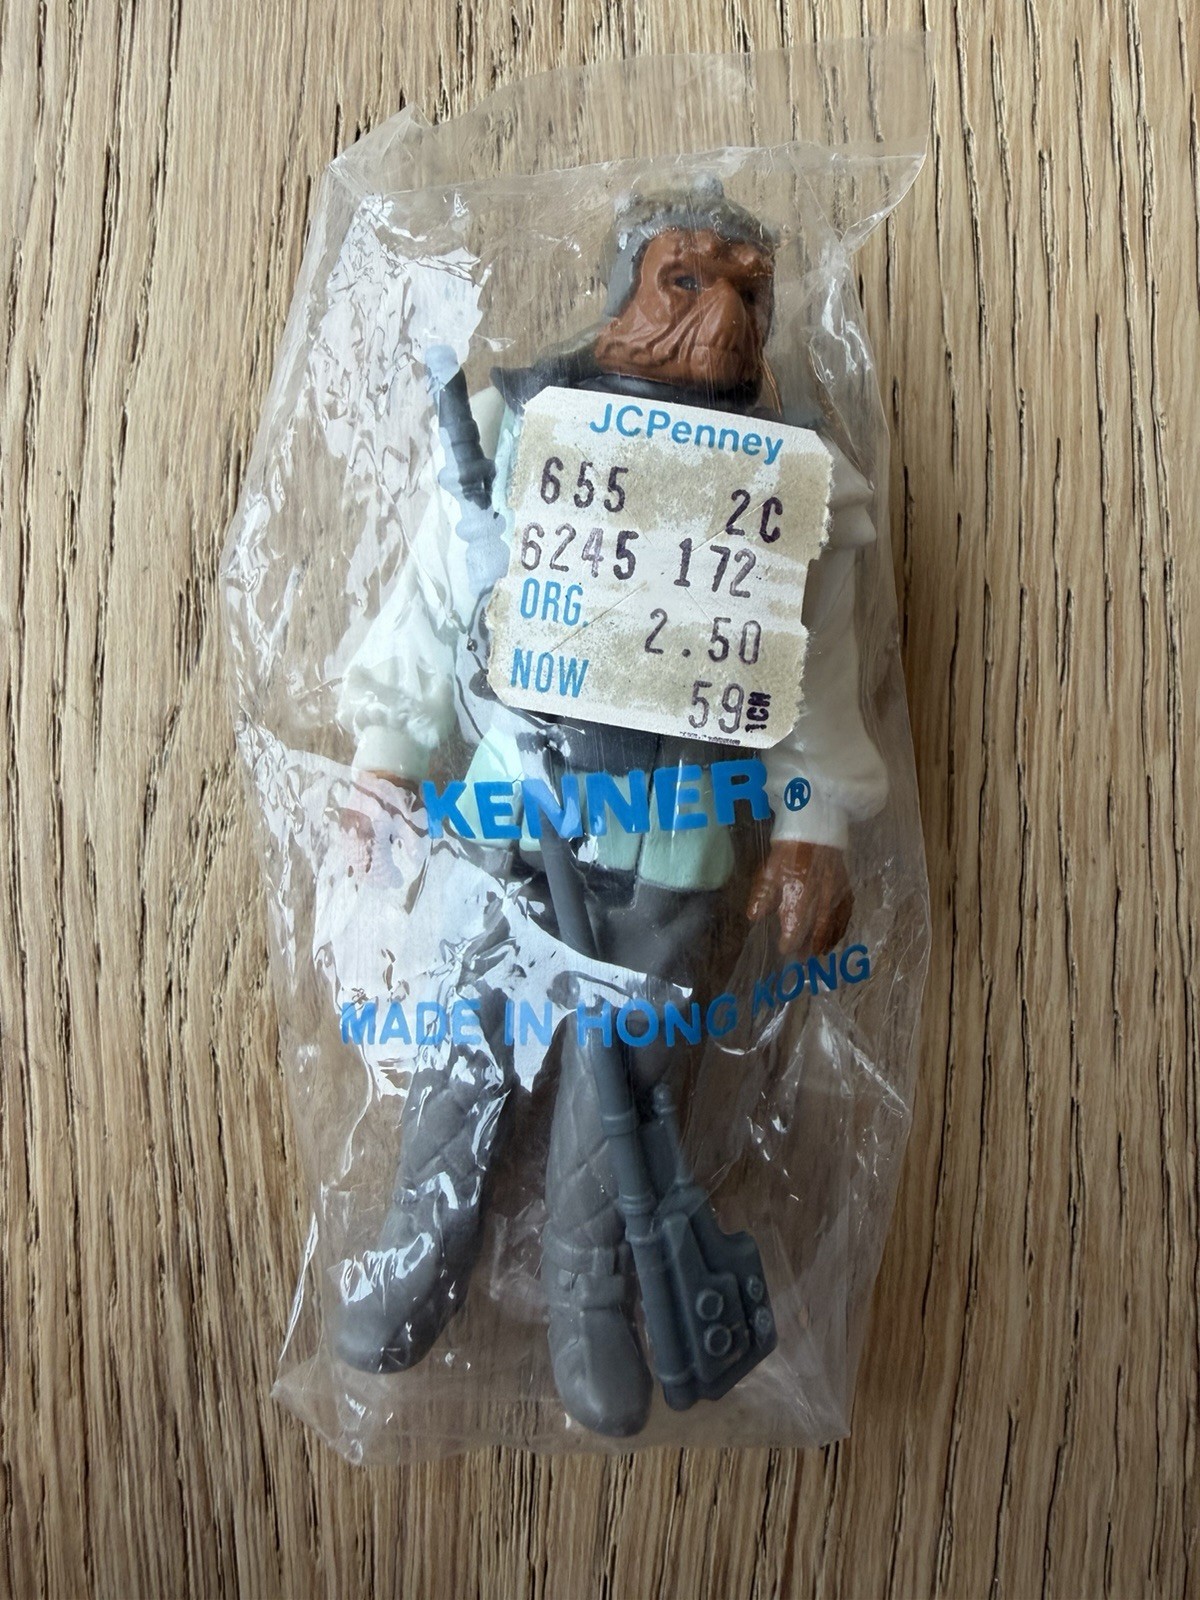 JCPenney
655 2C
6245 172
ORG. 2.50
NOW 59
KENNER®
MADE IN HONG KONG